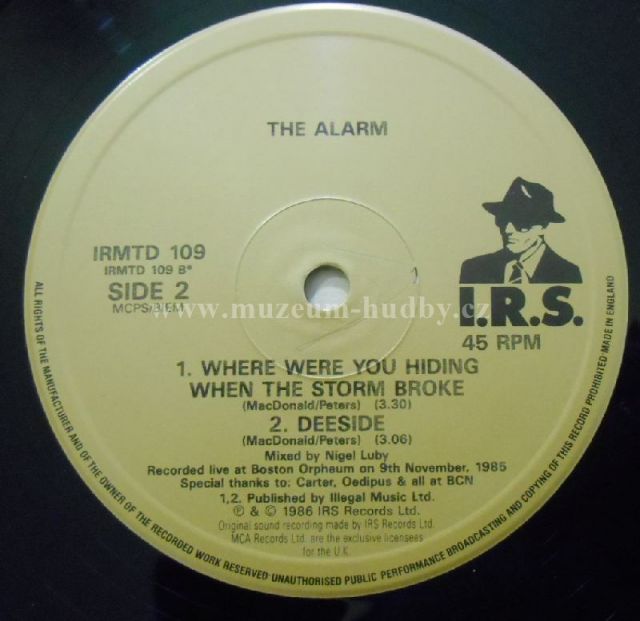 THE ALARM
IRMTD 109
IRMTD 109 B*
SIDE 2
MCPS/BIEM
I.R.S.
45 RPM
www.muzeum-hudby.cz
1. WHERE WERE YOU HIDING
WHEN THE STORM BROKE
(MacDonald/Peters) (3.30)
2. DEESIDE
(MacDonald/Peters) (3.06)
Mixed by Nigel Luby
Recorded live at Boston Orpheum on 9th November, 1985
Special thanks to: Carter, Oedipus & all at BCN
1,2. Published by Illegal Music Ltd.
℗ & © 1986 IRS Records Ltd.
Original sound recording made by IRS Records Ltd.
MCA Records Ltd. are the exclusive licensees
for the U.K.
ALL RIGHTS OF THE MANUFACTURER AND OF THE OWNER OF THE RECORDED WORK RESERVED·UNAUTHORISED PUBLIC PERFORMANCE BROADCASTING AND COPYING OF THIS RECORD PROHIBITED·MADE IN ENGLAND